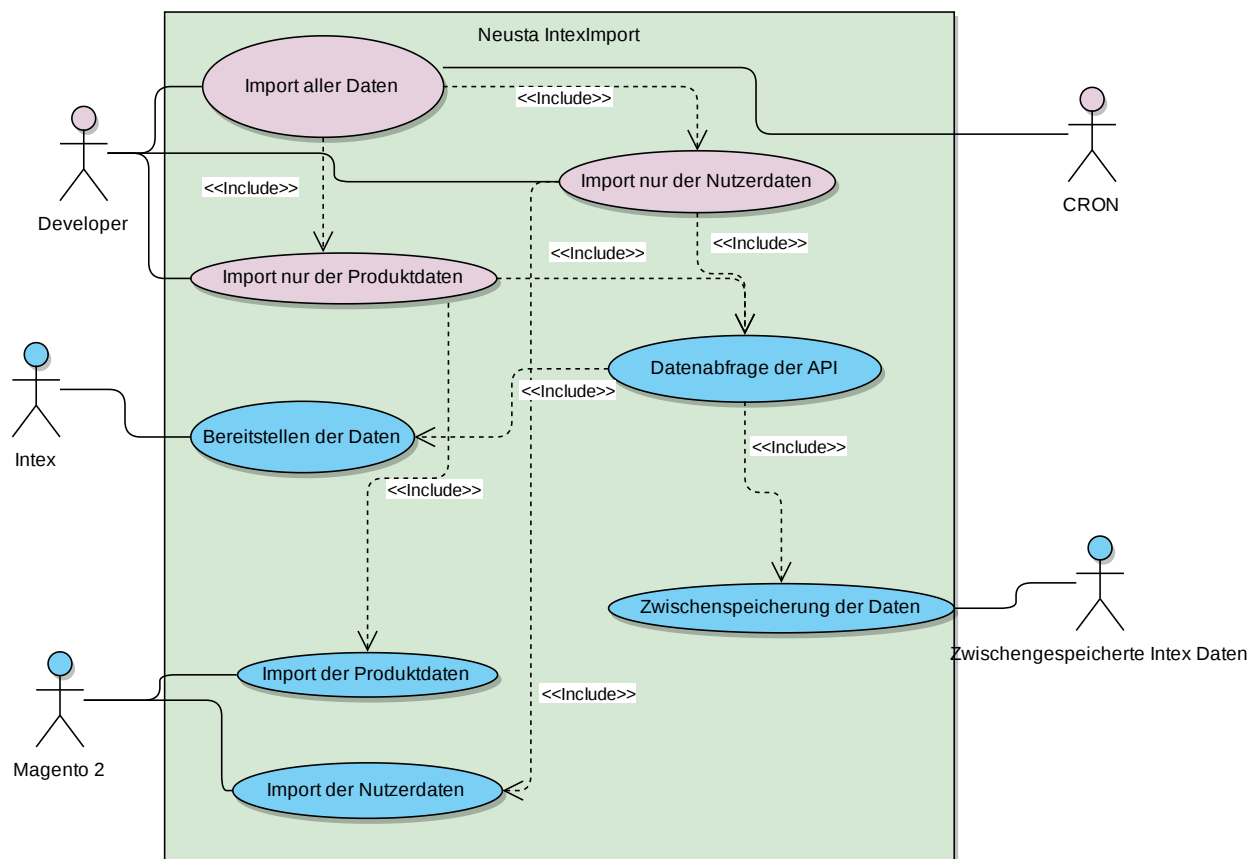 Neusta IntexImport
Import aller Daten
<<Include>>
Developer
<<Include>>
Import nur der Nutzerdaten
CRON
<<Include>>
<<Include>>
Import nur der Produktdaten
Datenabfrage der API
<<Include>>
Intex
Bereitstellen der Daten
<<Include>>
<<Include>>
Zwischenspeicherung der Daten
Zwischengespeicherte Intex Daten
Import der Produktdaten
<<Include>>
Magento 2
Import der Nutzerdaten